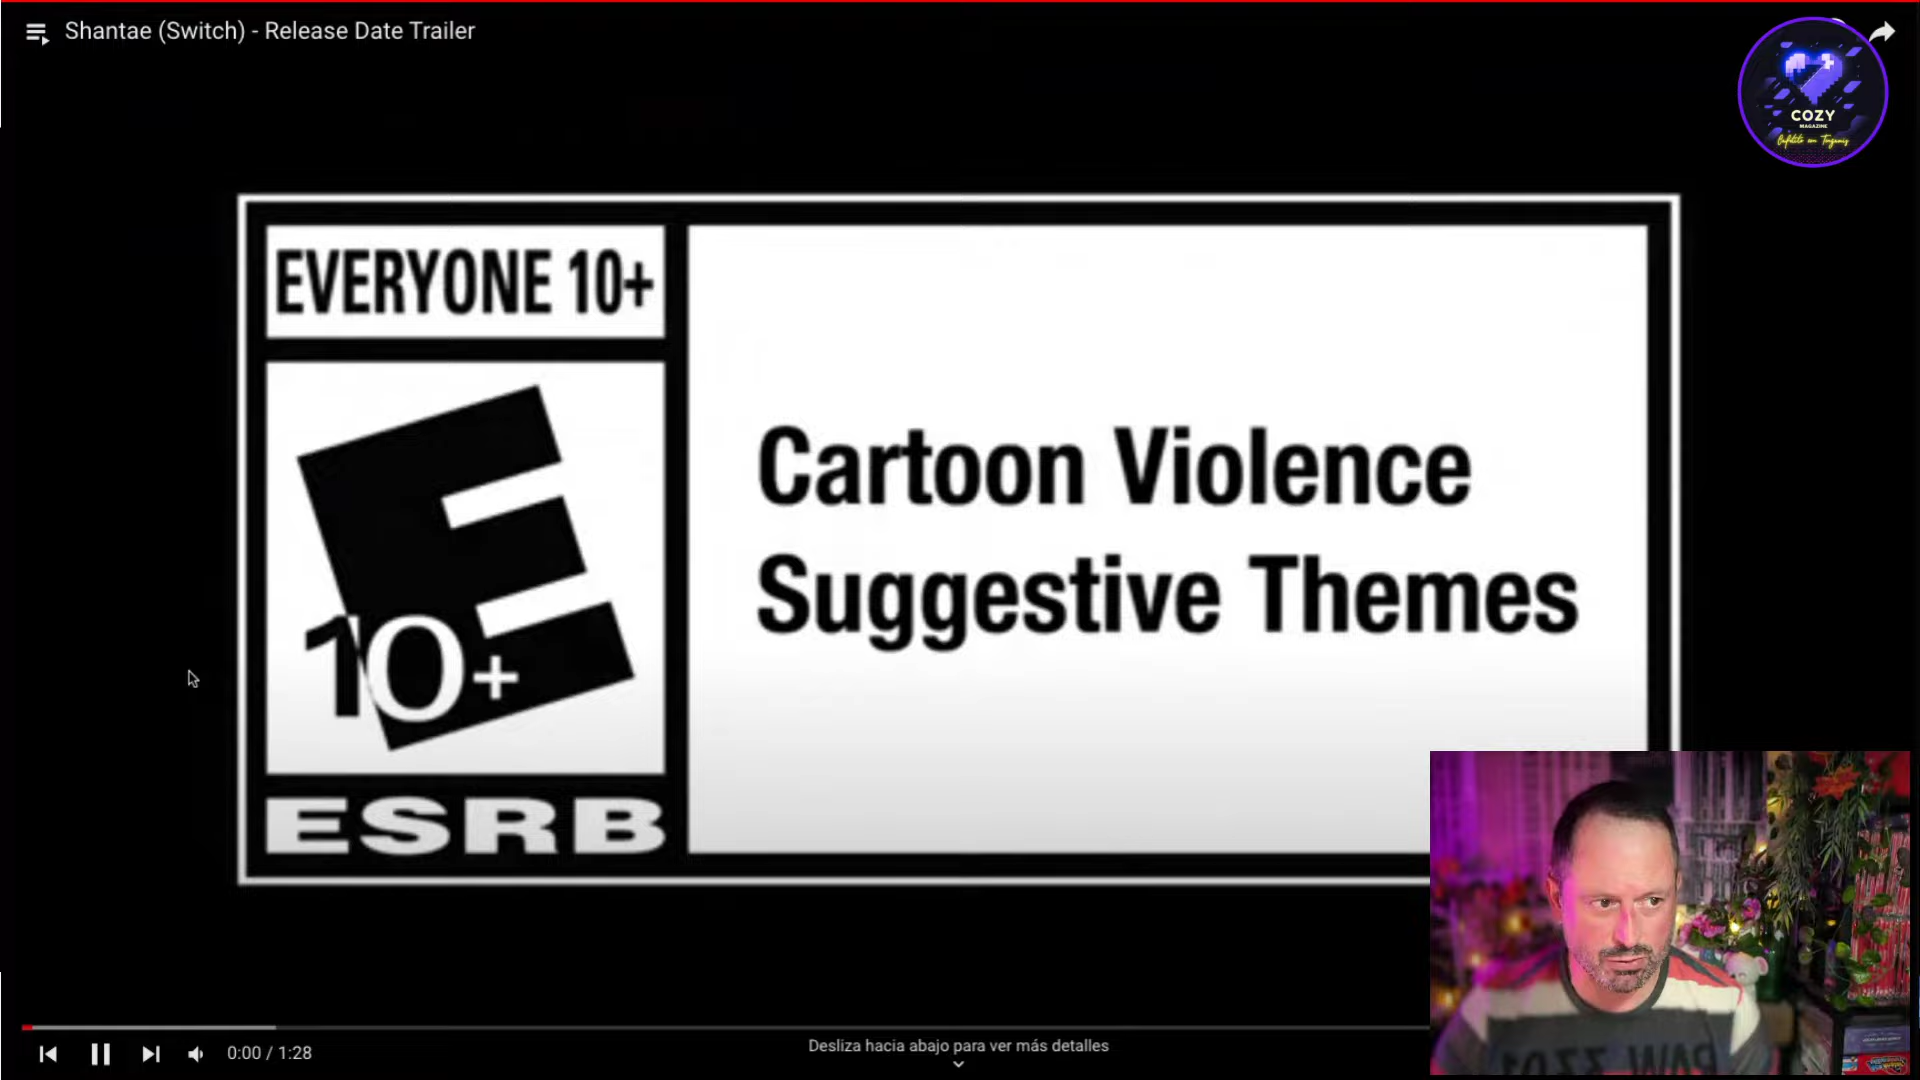 Shantae (Switch) - Release Date Trailer
COZY
MAGAZINE
EVERYONE 10+
Cartoon Violence
Suggestive Themes
E
10+
ESRB
0:00 / 1:28
Desliza hacia abajo para ver más detalles